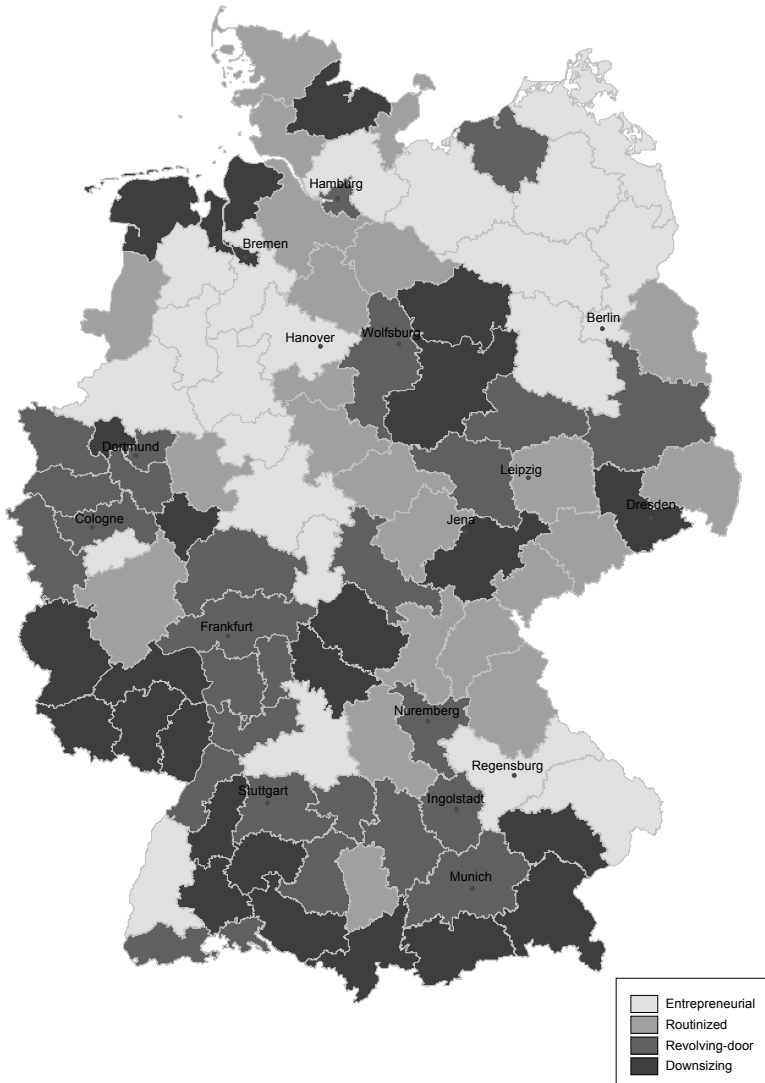 Hamburg
Bremen
Berlin
Hanover
Wolfsburg
Dortmund
Leipzig
Dresden
Cologne
Jena
Frankfurt
Nuremberg
Regensburg
Stuttgart
Ingolstadt
Munich
Entrepreneurial
Routinized
Revolving-door
Downsizing